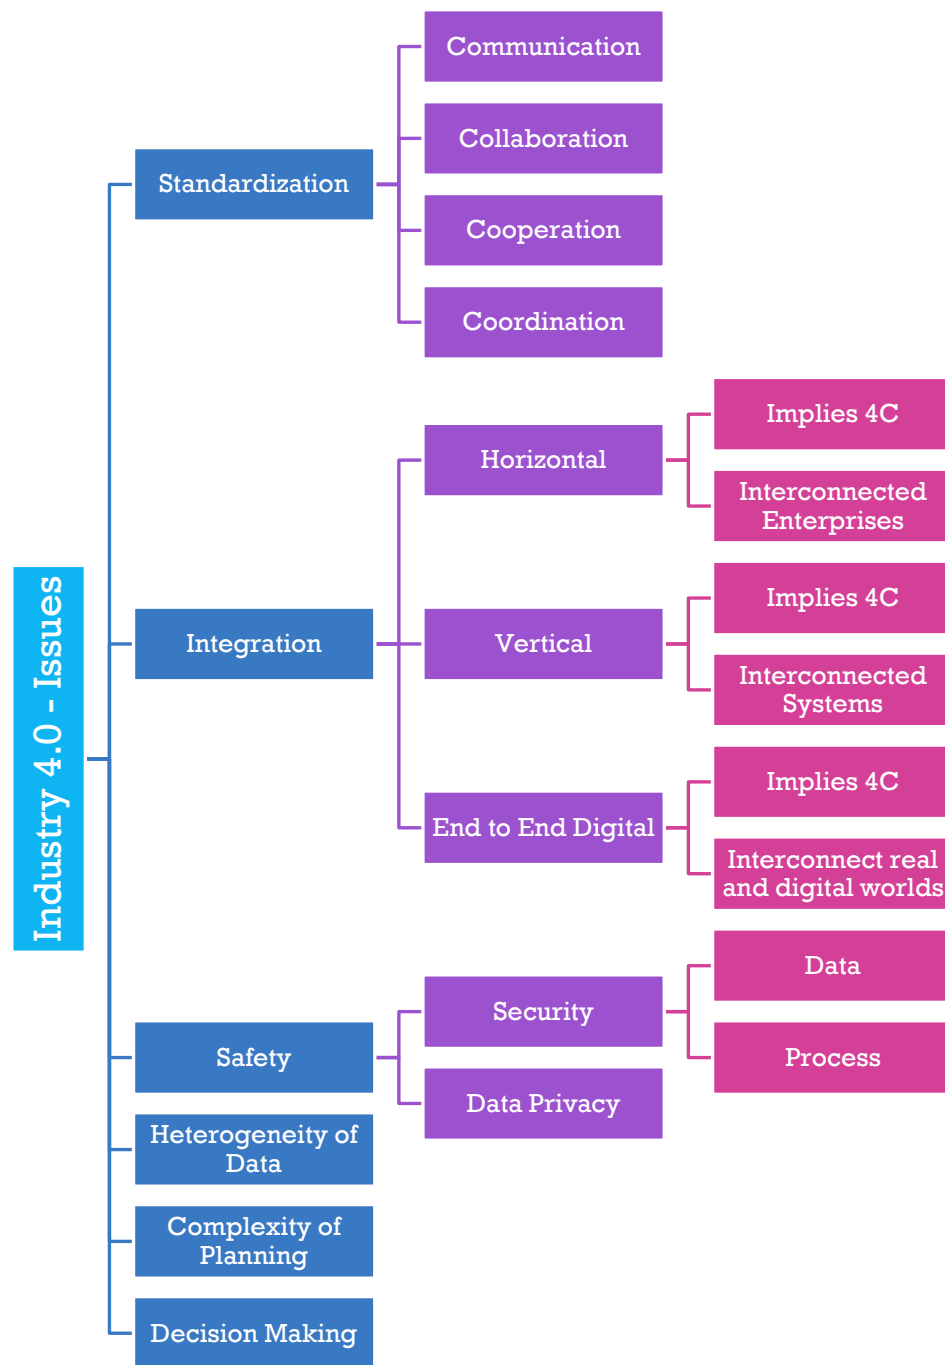 Industry 4.0 - Issues
Standardization
Communication
Collaboration
Cooperation
Coordination
Integration
Horizontal
Implies 4C
Interconnected
Enterprises
Vertical
Implies 4C
Interconnected
Systems
End to End Digital
Implies 4C
Interconnect real
and digital worlds
Safety
Security
Data
Process
Data Privacy
Heterogeneity of
Data
Complexity of
Planning
Decision Making